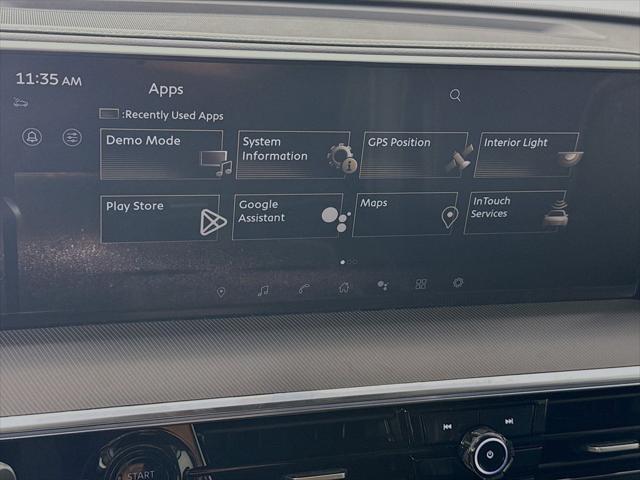 11:35 AM
Apps
:Recently Used Apps
Demo Mode
System
Information
GPS Position
Interior Light
Play Store
Google
Assistant
Maps
InTouch
Services
START